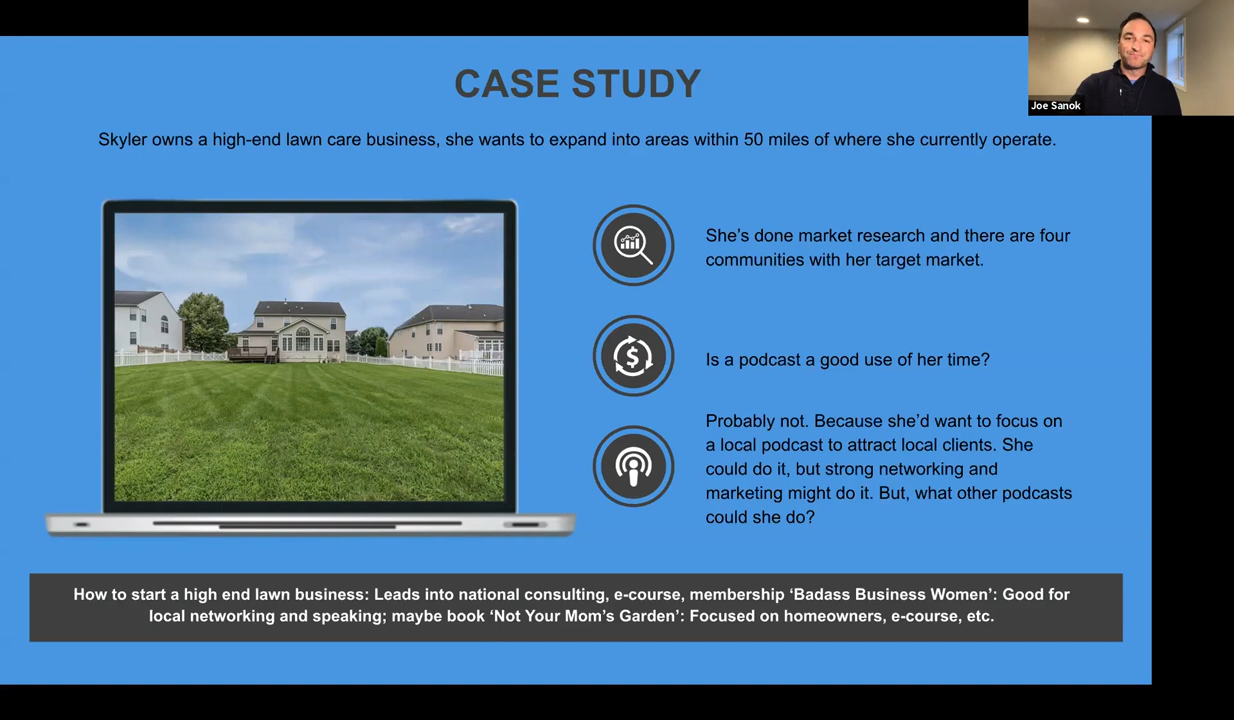 Joe Sanok
CASE STUDY
Skyler owns a high-end lawn care business, she wants to expand into areas within 50 miles of where she currently operate.
She’s done market research and there are four
communities with her target market.
$
Is a podcast a good use of her time?
Probably not. Because she’d want to focus on
a local podcast to attract local clients. She
could do it, but strong networking and
marketing might do it. But, what other podcasts
could she do?
How to start a high end lawn business: Leads into national consulting, e-course, membership ‘Badass Business Women’: Good for
local networking and speaking; maybe book ‘Not Your Mom’s Garden’: Focused on homeowners, e-course, etc.